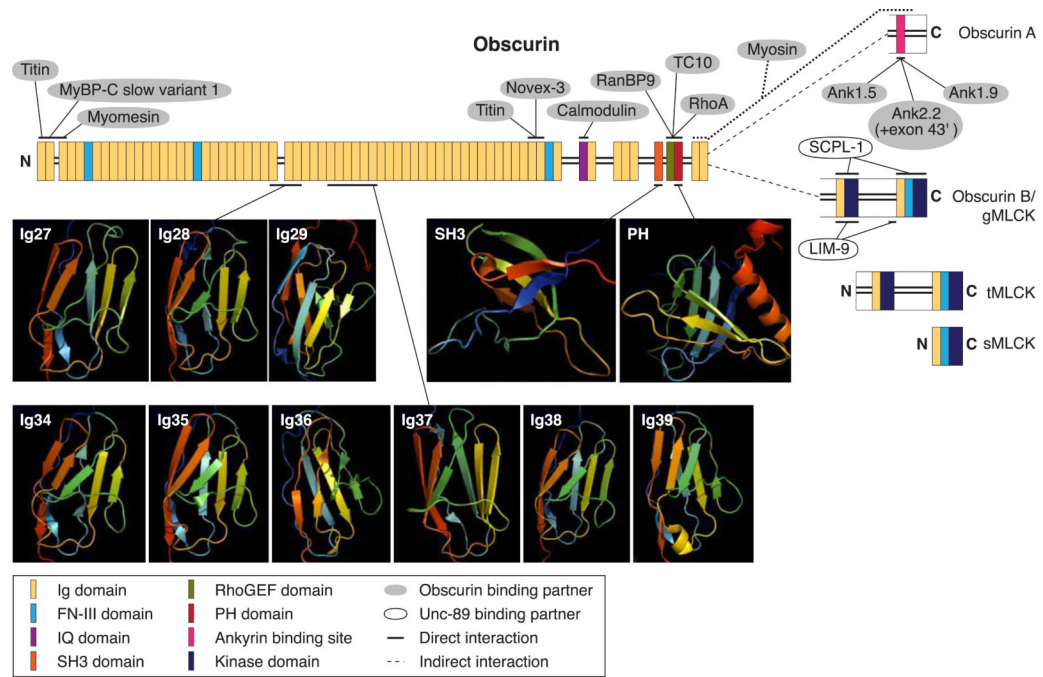 Obscurin
Titin
MyBP-C slow variant 1
Myomesin
Titin
Novex-3
Calmodulin
RanBP9
TC10
RhoA
Myosin
N
C
Obscurin A
Ank1.5
Ank2.2
(+exon 43')
Ank1.9
SCPL-1
C
Obscurin B/
gMLCK
LIM-9
N
C
tMLCK
N
C
sMLCK
Ig27
Ig28
Ig29
SH3
PH
Ig34
Ig35
Ig36
Ig37
Ig38
Ig39
Ig domain
FN-III domain
IQ domain
SH3 domain
RhoGEF domain
PH domain
Ankyrin binding site
Kinase domain
Obscurin binding partner
Unc-89 binding partner
Direct interaction
Indirect interaction